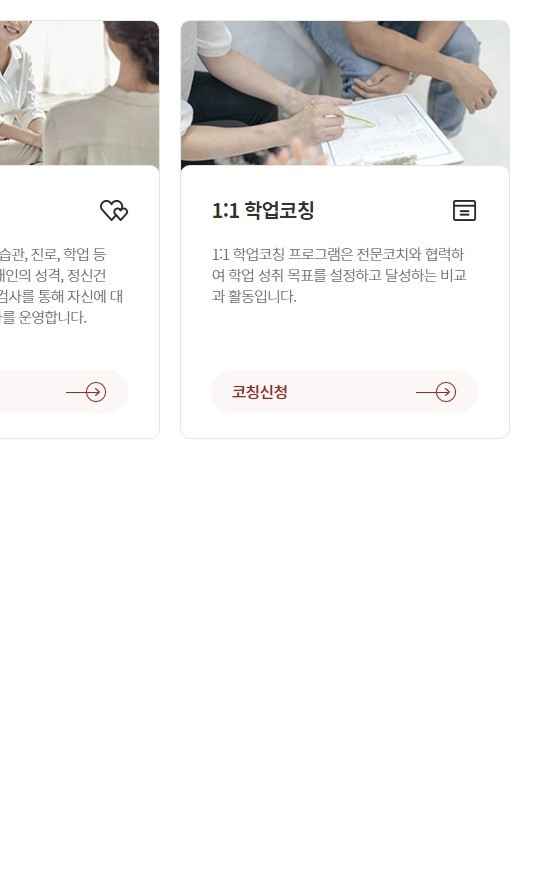 습관, 진로, 학업 등
인의 성격, 정신건
검사를 통해 자신에 대
를 운영합니다.
1:1 학업코칭
1:1 학업코칭 프로그램은 전문코치와 협력하
여 학업 성취 목표를 설정하고 달성하는 비교
과 활동입니다.
코칭신청